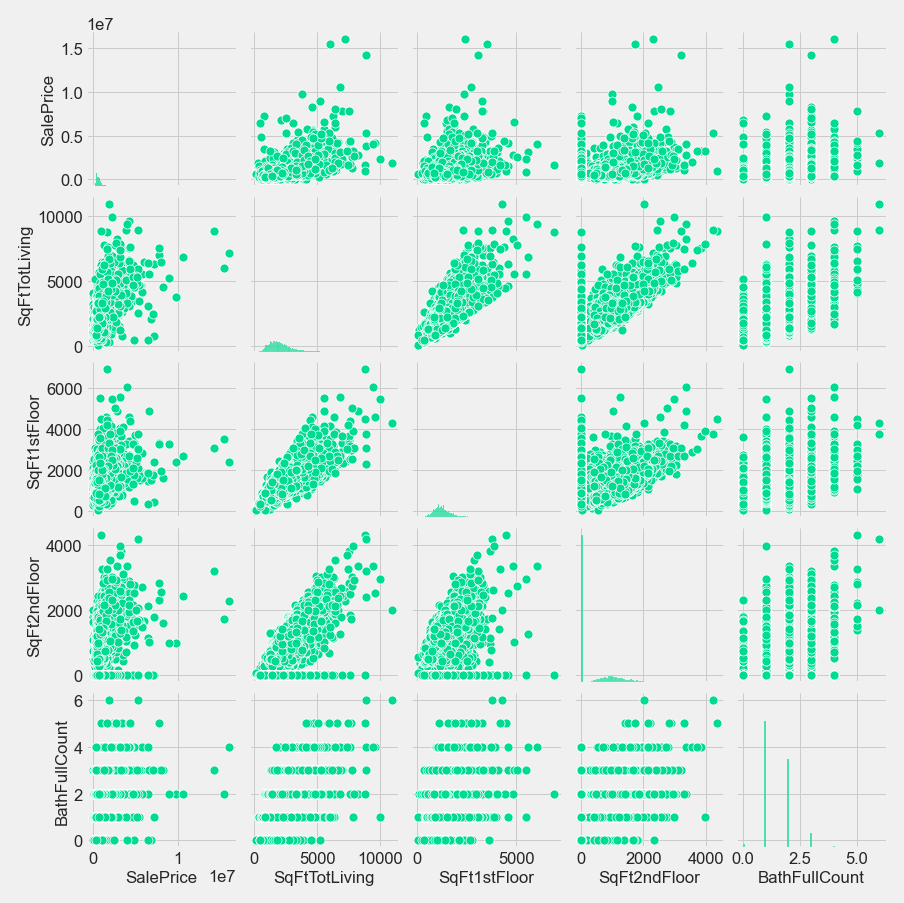 1e7
1.5
1.0
0.5
0.0
SalePrice
10000
5000
0
SqFtTotLiving
6000
4000
2000
0
SqFt1stFloor
4000
2000
0
SqFt2ndFloor
6
4
2
0
BathFullCount
0 1
SalePrice 1e7
0 5000 10000
SqFtTotLiving
0 5000
SqFt1stFloor
0 2000 4000
SqFt2ndFloor
0.0 2.5 5.0
BathFullCount